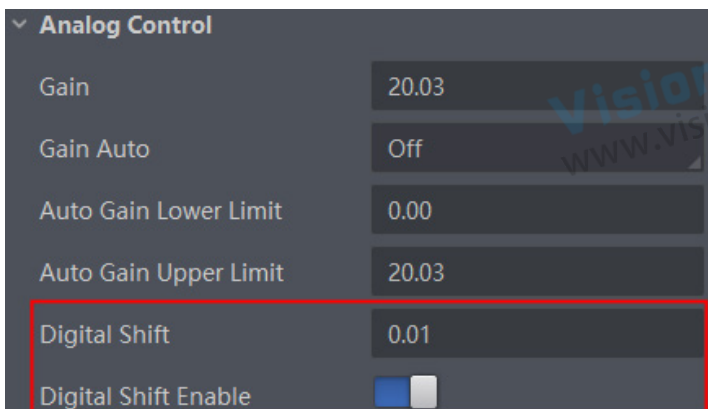 Analog Control
Gain 20.03
Gain Auto Off
Auto Gain Lower Limit 0.00
Auto Gain Upper Limit 20.03
Digital Shift 0.01
Digital Shift Enable